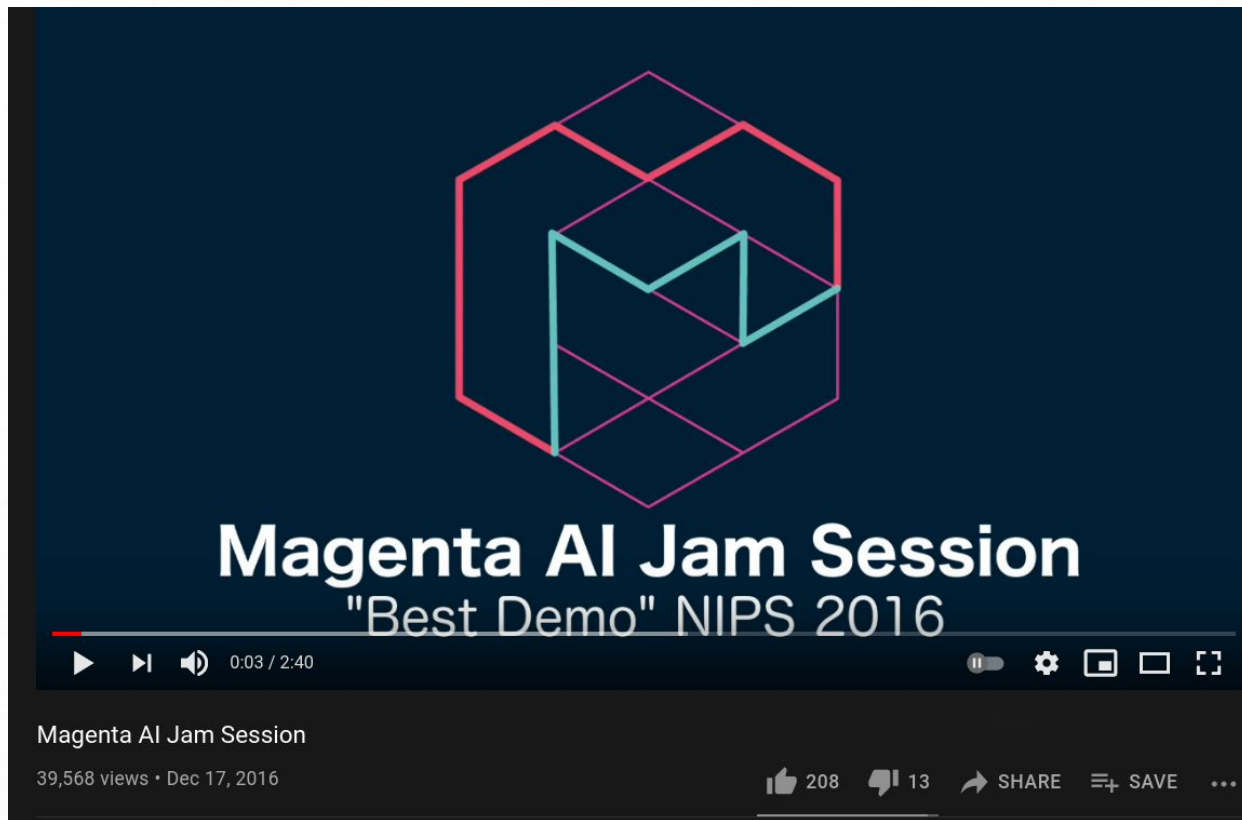 Magenta AI Jam Session
"Best Demo" NIPS 2016
0:03 / 2:40
Magenta AI Jam Session
39,568 views • Dec 17, 2016
208 13 SHARE SAVE